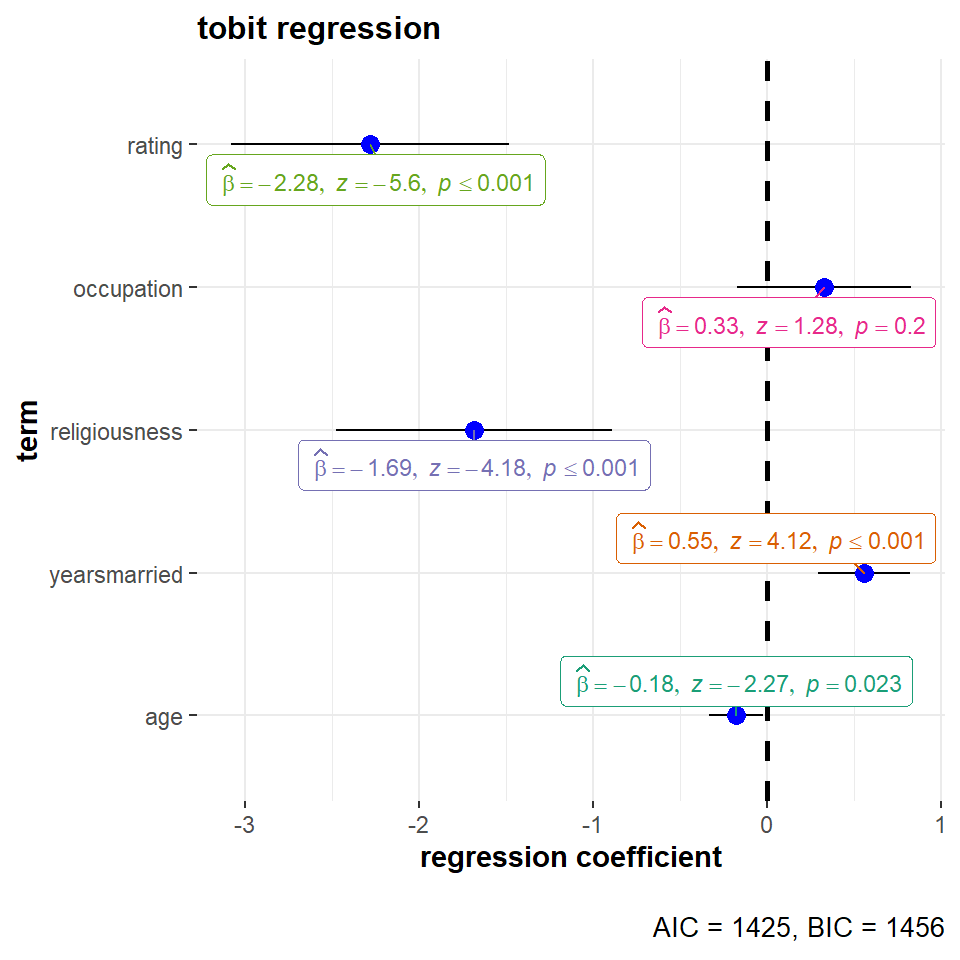 tobit regression
rating
β̂ = −2.28, z = −5.6, p ≤ 0.001
occupation
β̂ = 0.33, z = 1.28, p = 0.2
term
religiousness
β̂ = −1.69, z = −4.18, p ≤ 0.001
β̂ = 0.55, z = 4.12, p ≤ 0.001
yearsmarried
β̂ = −0.18, z = −2.27, p = 0.023
age
-3 -2 -1 0 1
regression coefficient
AIC = 1425, BIC = 1456